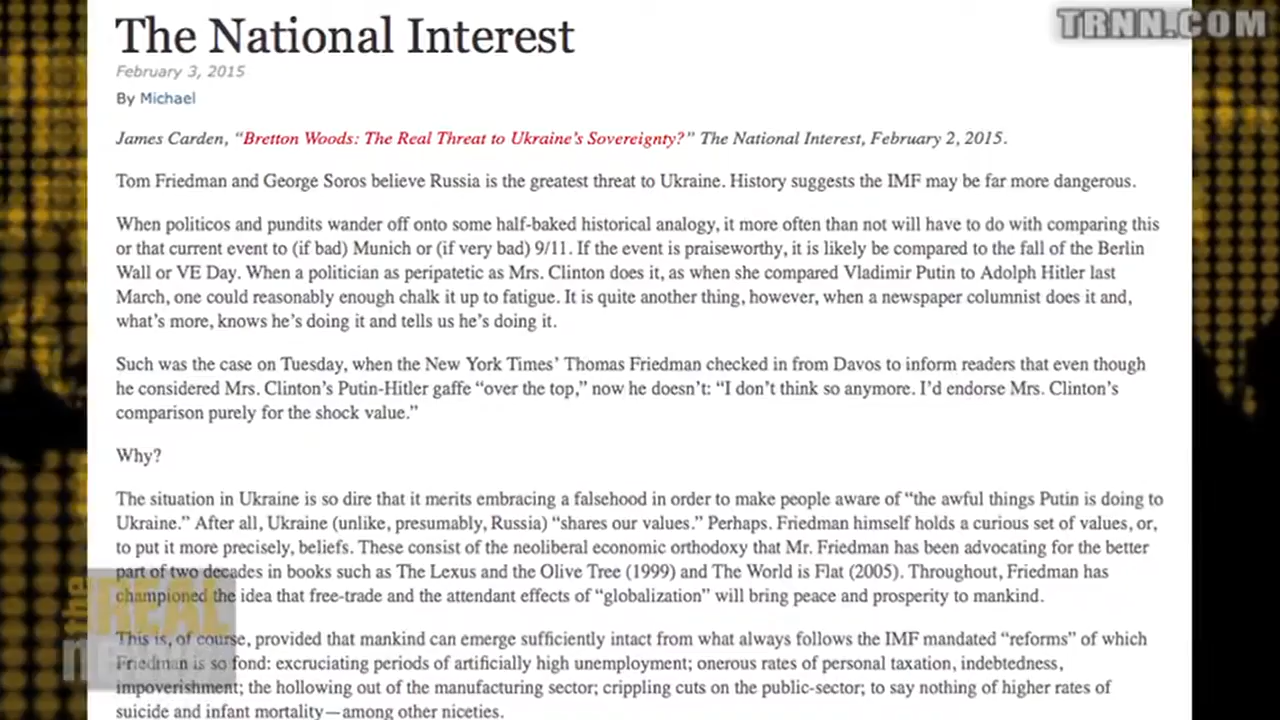 TRNN.COM
The National Interest
February 3, 2015
By Michael
James Carden, “Bretton Woods: The Real Threat to Ukraine’s Sovereignty?” The National Interest, February 2, 2015.
Tom Friedman and George Soros believe Russia is the greatest threat to Ukraine. History suggests the IMF may be far more dangerous.
When politicos and pundits wander off onto some half-baked historical analogy, it more often than not will have to do with comparing this
or that current event to (if bad) Munich or (if very bad) 9/11. If the event is praiseworthy, it is likely be compared to the fall of the Berlin
Wall or VE Day. When a politician as peripatetic as Mrs. Clinton does it, as when she compared Vladimir Putin to Adolph Hitler last
March, one could reasonably enough chalk it up to fatigue. It is quite another thing, however, when a newspaper columnist does it and,
what’s more, knows he’s doing it and tells us he’s doing it.
Such was the case on Tuesday, when the New York Times’ Thomas Friedman checked in from Davos to inform readers that even though
he considered Mrs. Clinton’s Putin-Hitler gaffe “over the top,” now he doesn’t: “I don’t think so anymore. I’d endorse Mrs. Clinton’s
comparison purely for the shock value.”
Why?
The situation in Ukraine is so dire that it merits embracing a falsehood in order to make people aware of “the awful things Putin is doing to
Ukraine.” After all, Ukraine (unlike, presumably, Russia) “shares our values.” Perhaps. Friedman himself holds a curious set of values, or,
to put it more precisely, beliefs. These consist of the neoliberal economic orthodoxy that Mr. Friedman has been advocating for the better
part of two decades in books such as The Lexus and the Olive Tree (1999) and The World is Flat (2005). Throughout, Friedman has
championed the idea that free-trade and the attendant effects of “globalization” will bring peace and prosperity to mankind.
This is, of course, provided that mankind can emerge sufficiently intact from what always follows the IMF mandated “reforms” of which
Friedman is so fond: excruciating periods of artificially high unemployment; onerous rates of personal taxation, indebtedness,
impoverishment; the hollowing out of the manufacturing sector; crippling cuts on the public-sector; to say nothing of higher rates of
suicide and infant mortality—among other niceties.
the REAL
news